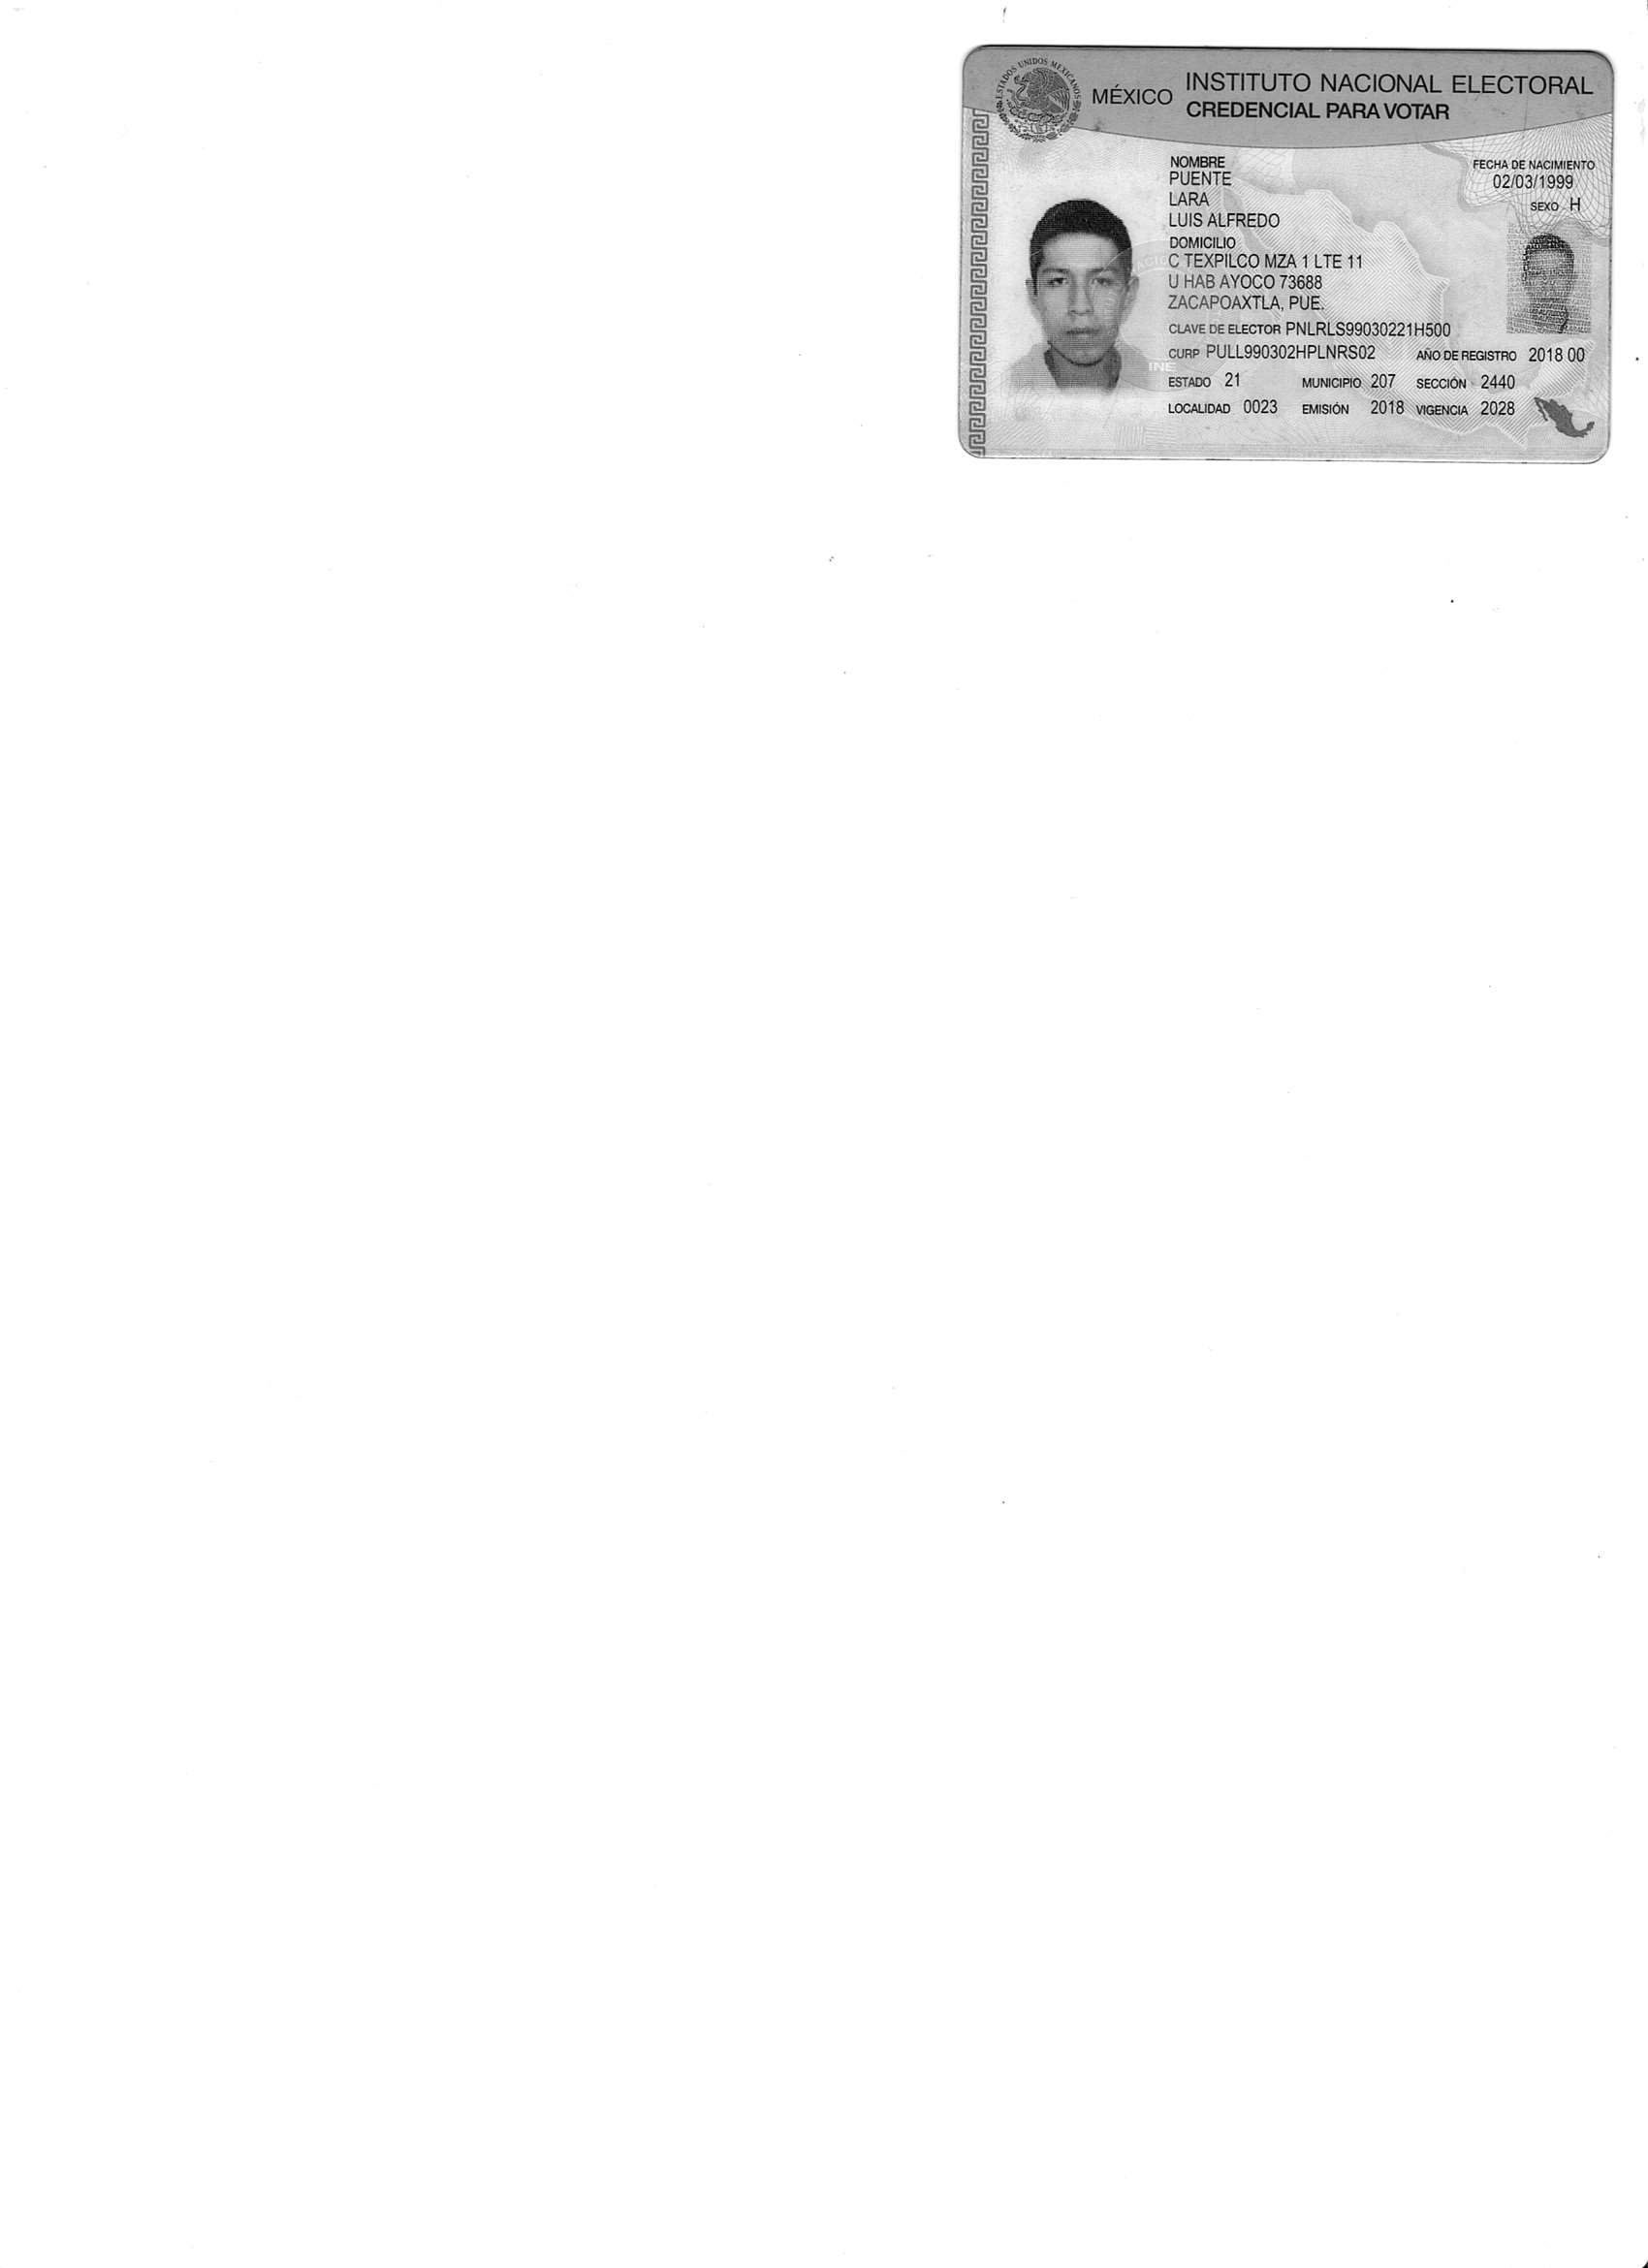 ESTADOS UNIDOS MEXICANOS
MÉXICO INSTITUTO NACIONAL ELECTORAL
CREDENCIAL PARA VOTAR
NOMBRE
PUENTE
LARA
LUIS ALFREDO
FECHA DE NACIMIENTO
02/03/1999
SEXO H
DOMICILIO
C TEXPILCO MZA 1 LTE 11
U HAB AYOCO 73688
ZACAPOAXTLA, PUE.
CLAVE DE ELECTOR PNLRLS99030221H500
CURP PULL990302HPLNRS02 AÑO DE REGISTRO 2018 00
ESTADO 21 MUNICIPIO 207 SECCIÓN 2440
LOCALIDAD 0023 EMISIÓN 2018 VIGENCIA 2028
INE